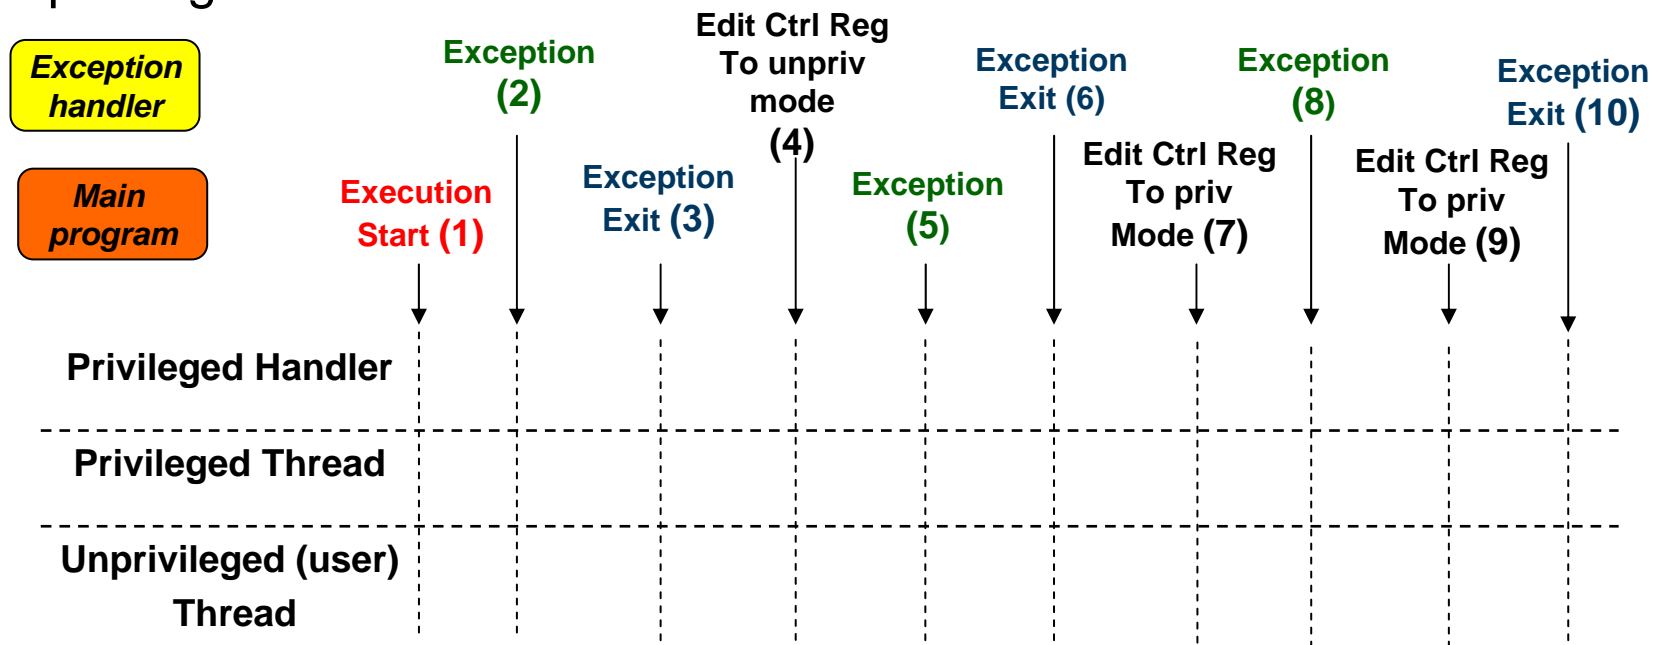 Exception
handler
Main
program
Execution
Start (1)
Exception
(2)
Exception
Exit (3)
Edit Ctrl Reg
To unpriv
mode
(4)
Exception
(5)
Exception
Exit (6)
Edit Ctrl Reg
To priv
Mode (7)
Exception
(8)
Edit Ctrl Reg
To priv
Mode (9)
Exception
Exit (10)
Privileged Handler
Privileged Thread
Unprivileged (user)
Thread